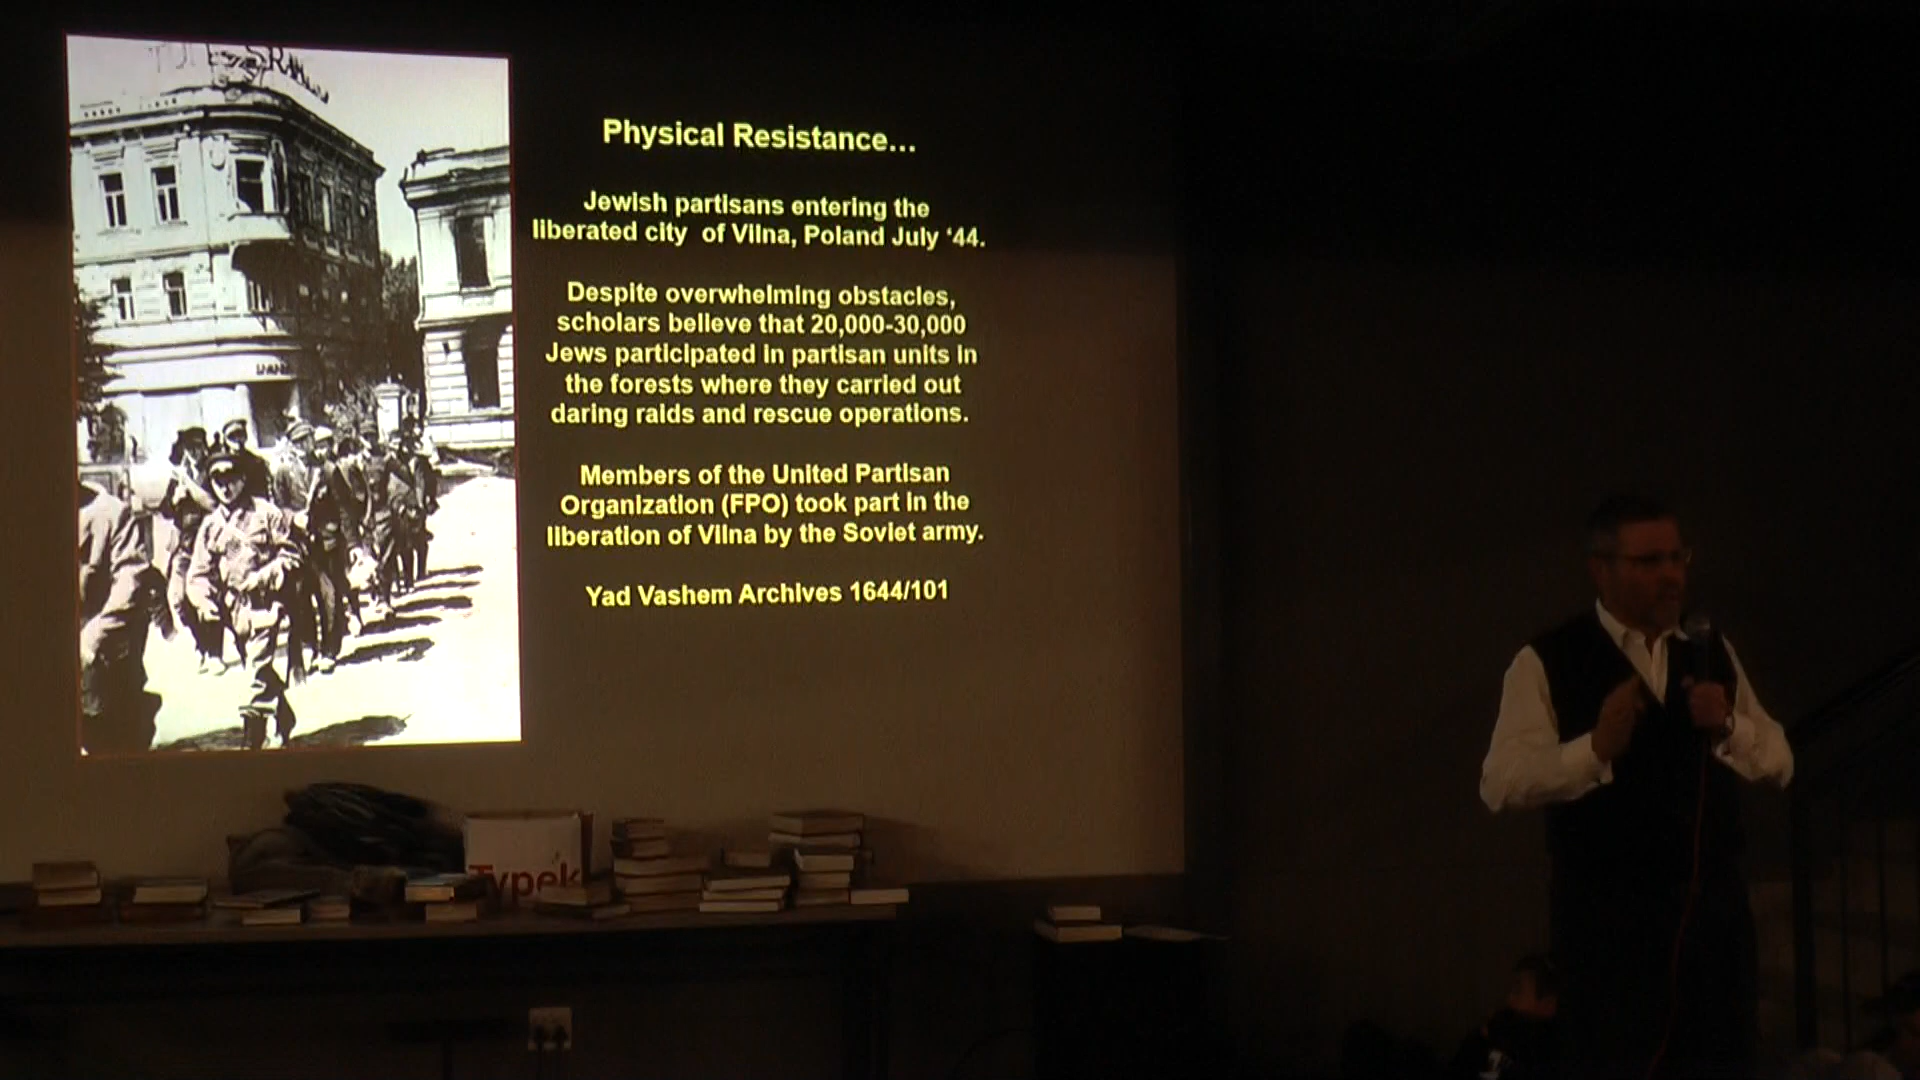 Physical Resistance...
Jewish partisans entering the
liberated city of Vilna, Poland July ‘44.
Despite overwhelming obstacles,
scholars believe that 20,000-30,000
Jews participated in partisan units in
the forests where they carried out
daring raids and rescue operations.
Members of the United Partisan
Organization (FPO) took part in the
liberation of Vilna by the Soviet army.
Yad Vashem Archives 1644/101
Typek